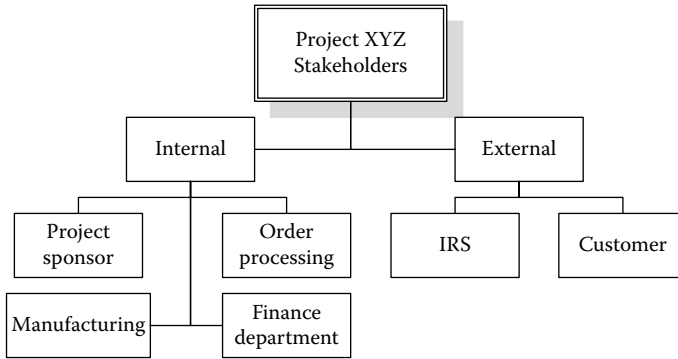 Project XYZ
Stakeholders
Internal
External
Project
sponsor
Order
processing
IRS
Customer
Manufacturing
Finance
department